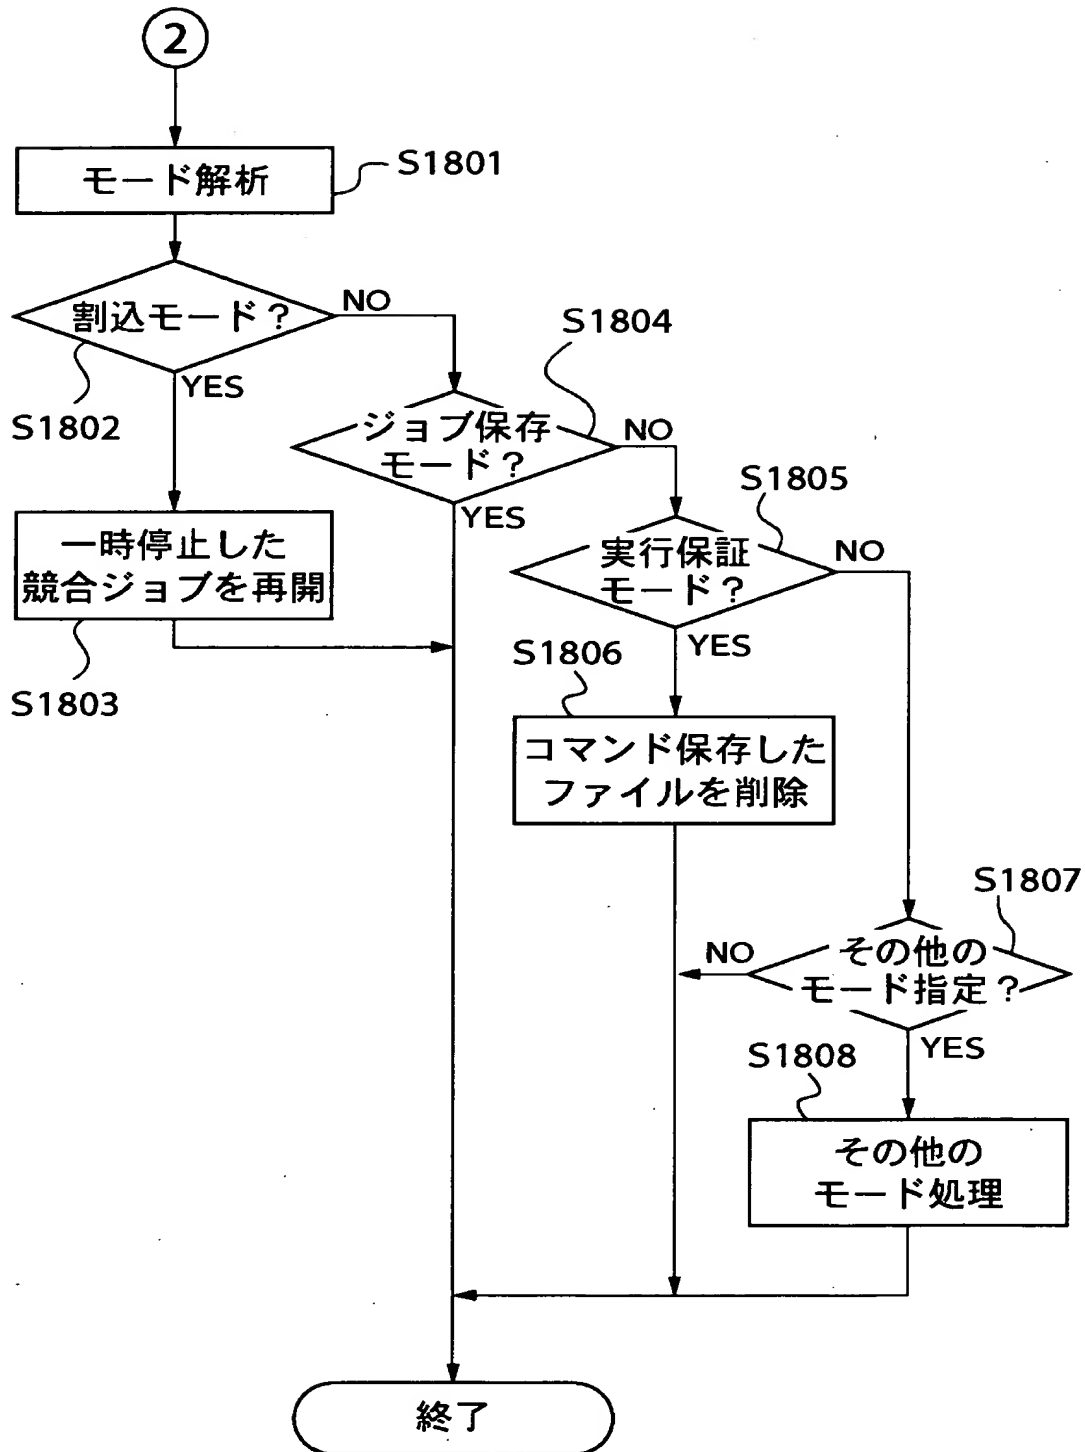 2
モード解析
S1801
割込モード?
NO
YES
S1802
S1804
ジョブ保存
モード?
NO
YES
S1805
一時停止した
競合ジョブを再開
S1803
実行保証
モード?
NO
YES
S1806
コマンド保存した
ファイルを削除
S1807
その他の
モード指定?
NO
YES
S1808
その他の
モード処理
終了